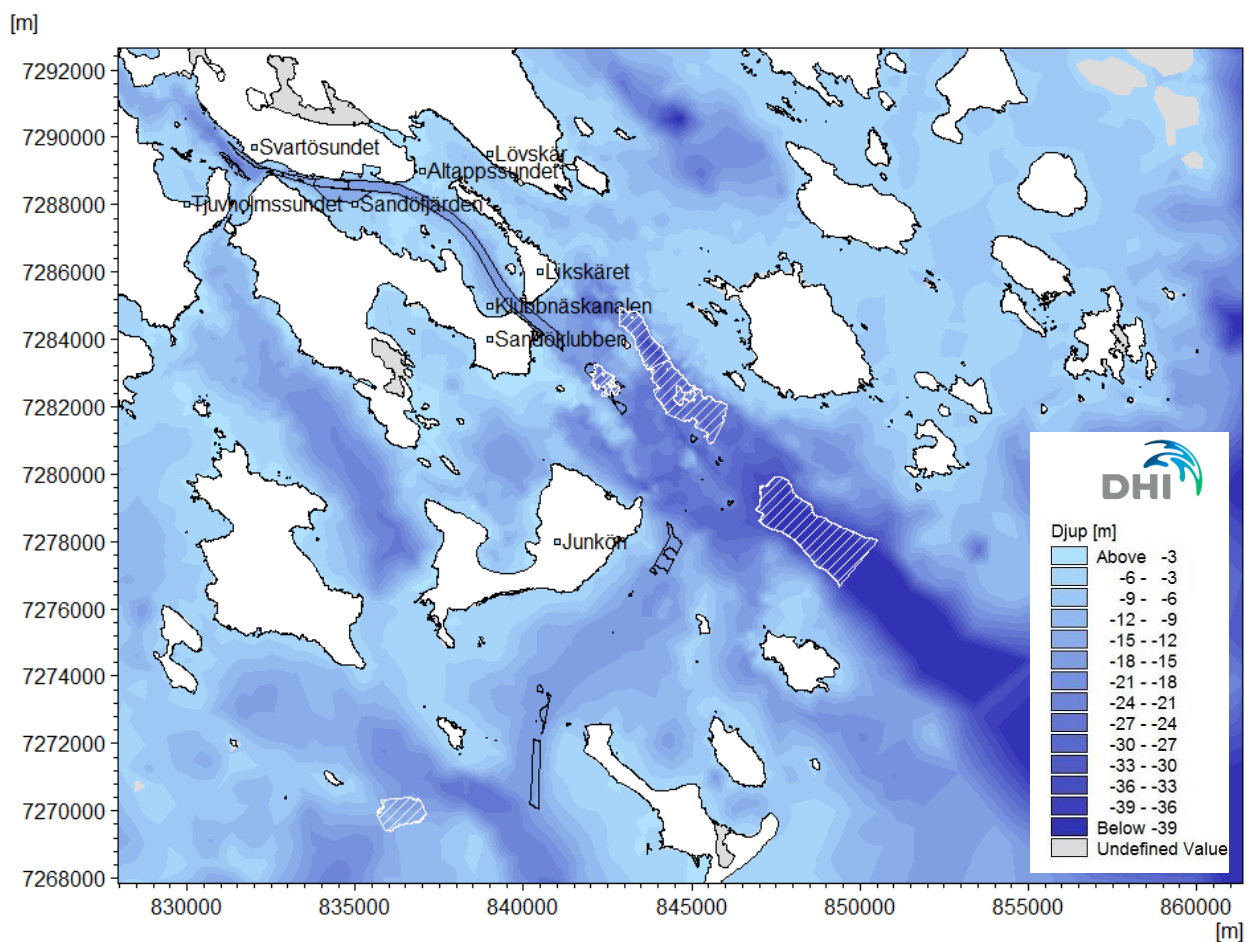 [m]
7292000
7290000
7288000
7286000
7284000
7282000
7280000
7278000
7276000
7274000
7272000
7270000
7268000
Svartösundet
Lövskär
Altappssundet
Tjuvholmssundet
Sandöfjärden
Likskäret
Klubbnäskanalen
Sandöklubben
Junkön
DHI
Djup [m]
Above -3
-6 - -3
-9 - -6
-12 - -9
-15 - -12
-18 - -15
-21 - -18
-24 - -21
-27 - -24
-30 - -27
-33 - -30
-36 - -33
-39 - -36
Below -39
Undefined Value
830000 835000 840000 845000 850000 855000 860000
[m]